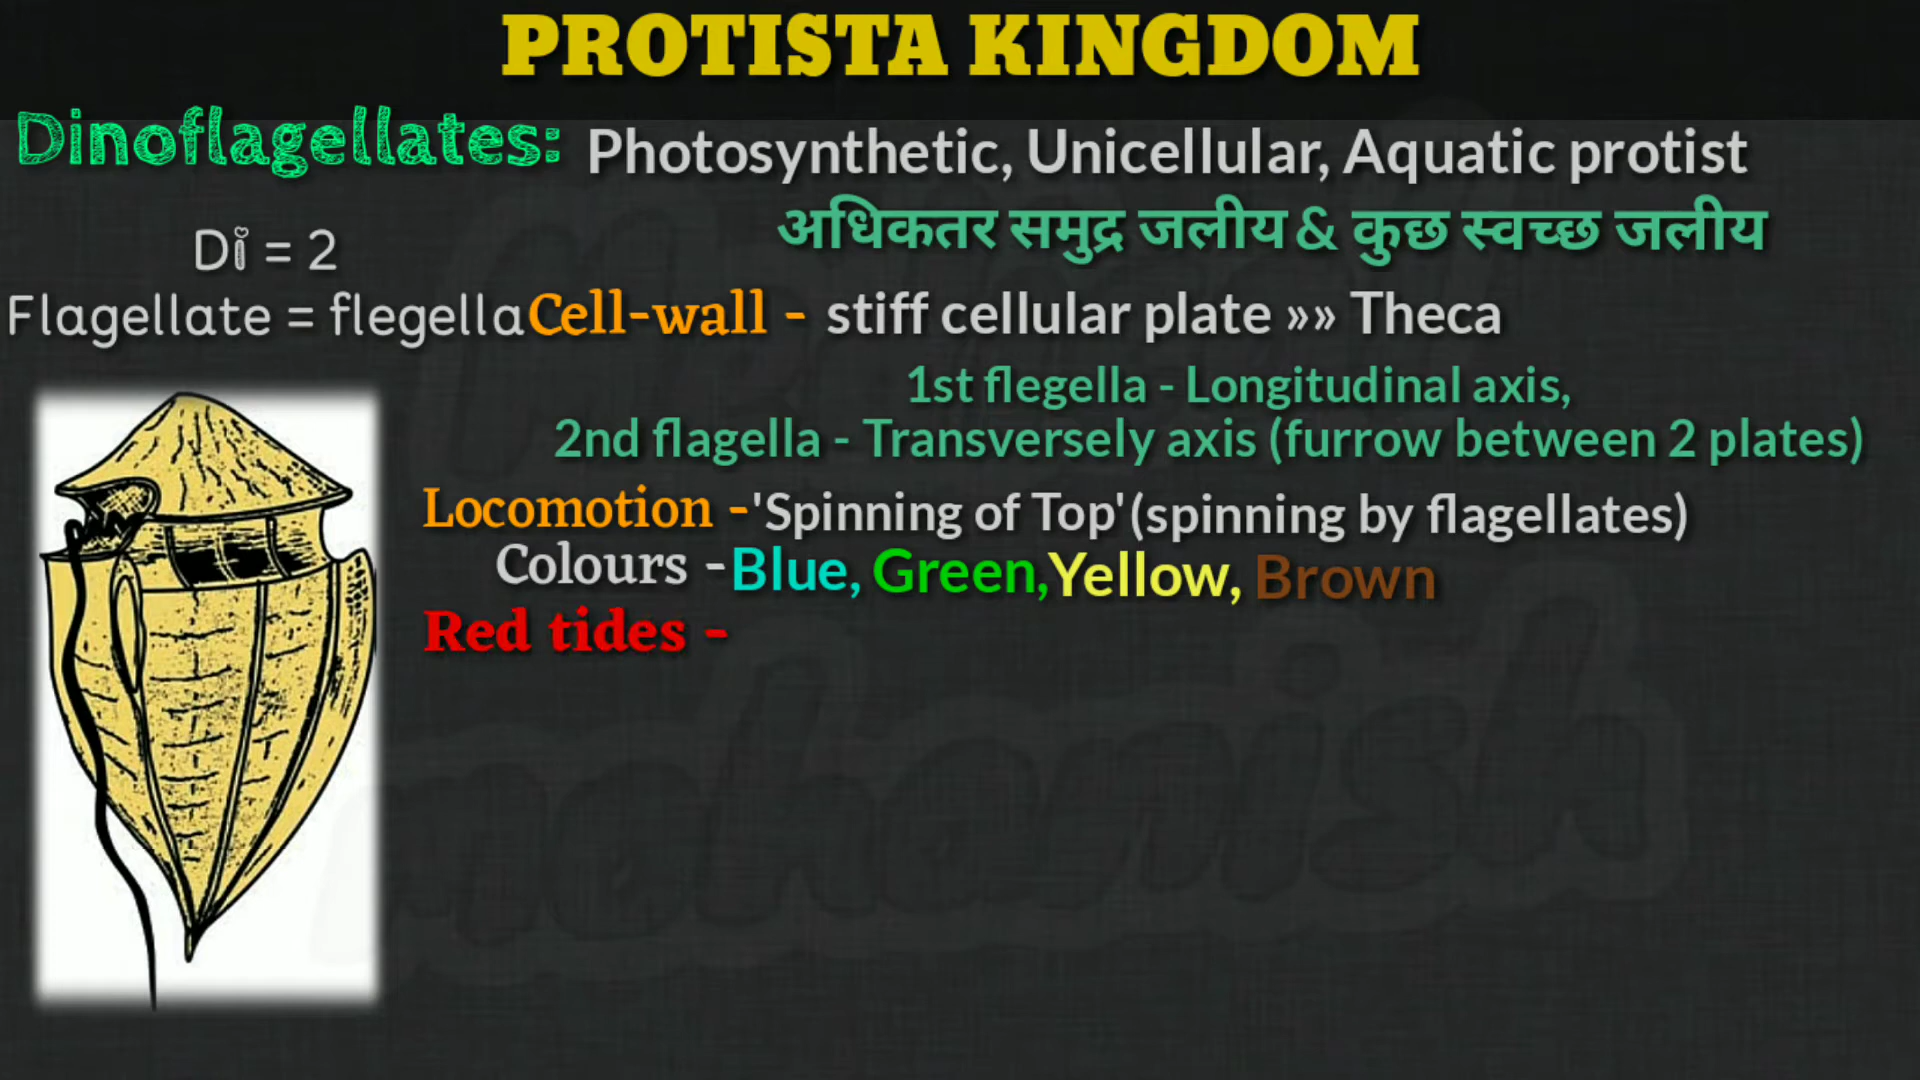 PROTISTA KINGDOM
Dinoflagellates: Photosynthetic, Unicellular, Aquatic protist
अधिकतर समुद्र जलीय & कुछ स्वच्छ जलीय
Di = 2
Flagellate = flegella
Cell-wall - stiff cellular plate »» Theca
1st flegella - Longitudinal axis,
2nd flagella - Transversely axis (furrow between 2 plates)
Locomotion - 'Spinning of Top' (spinning by flagellates)
Colours - Blue, Green, Yellow, Brown
Red tides -